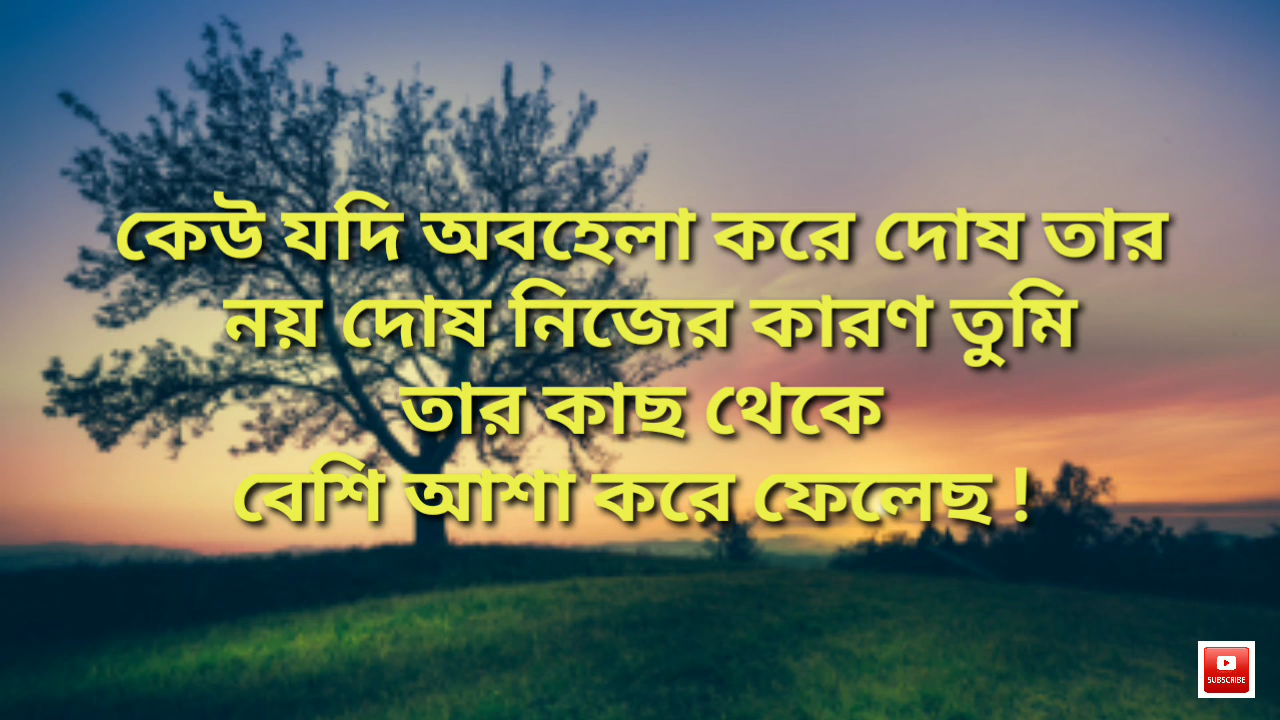 কেউ যদি অবহেলা করে দোষ তার
নয় দোষ নিজের কারণ তুমি
তার কাছ থেকে
বেশি আশা করে ফেলেছ !
SUBSCRIBE